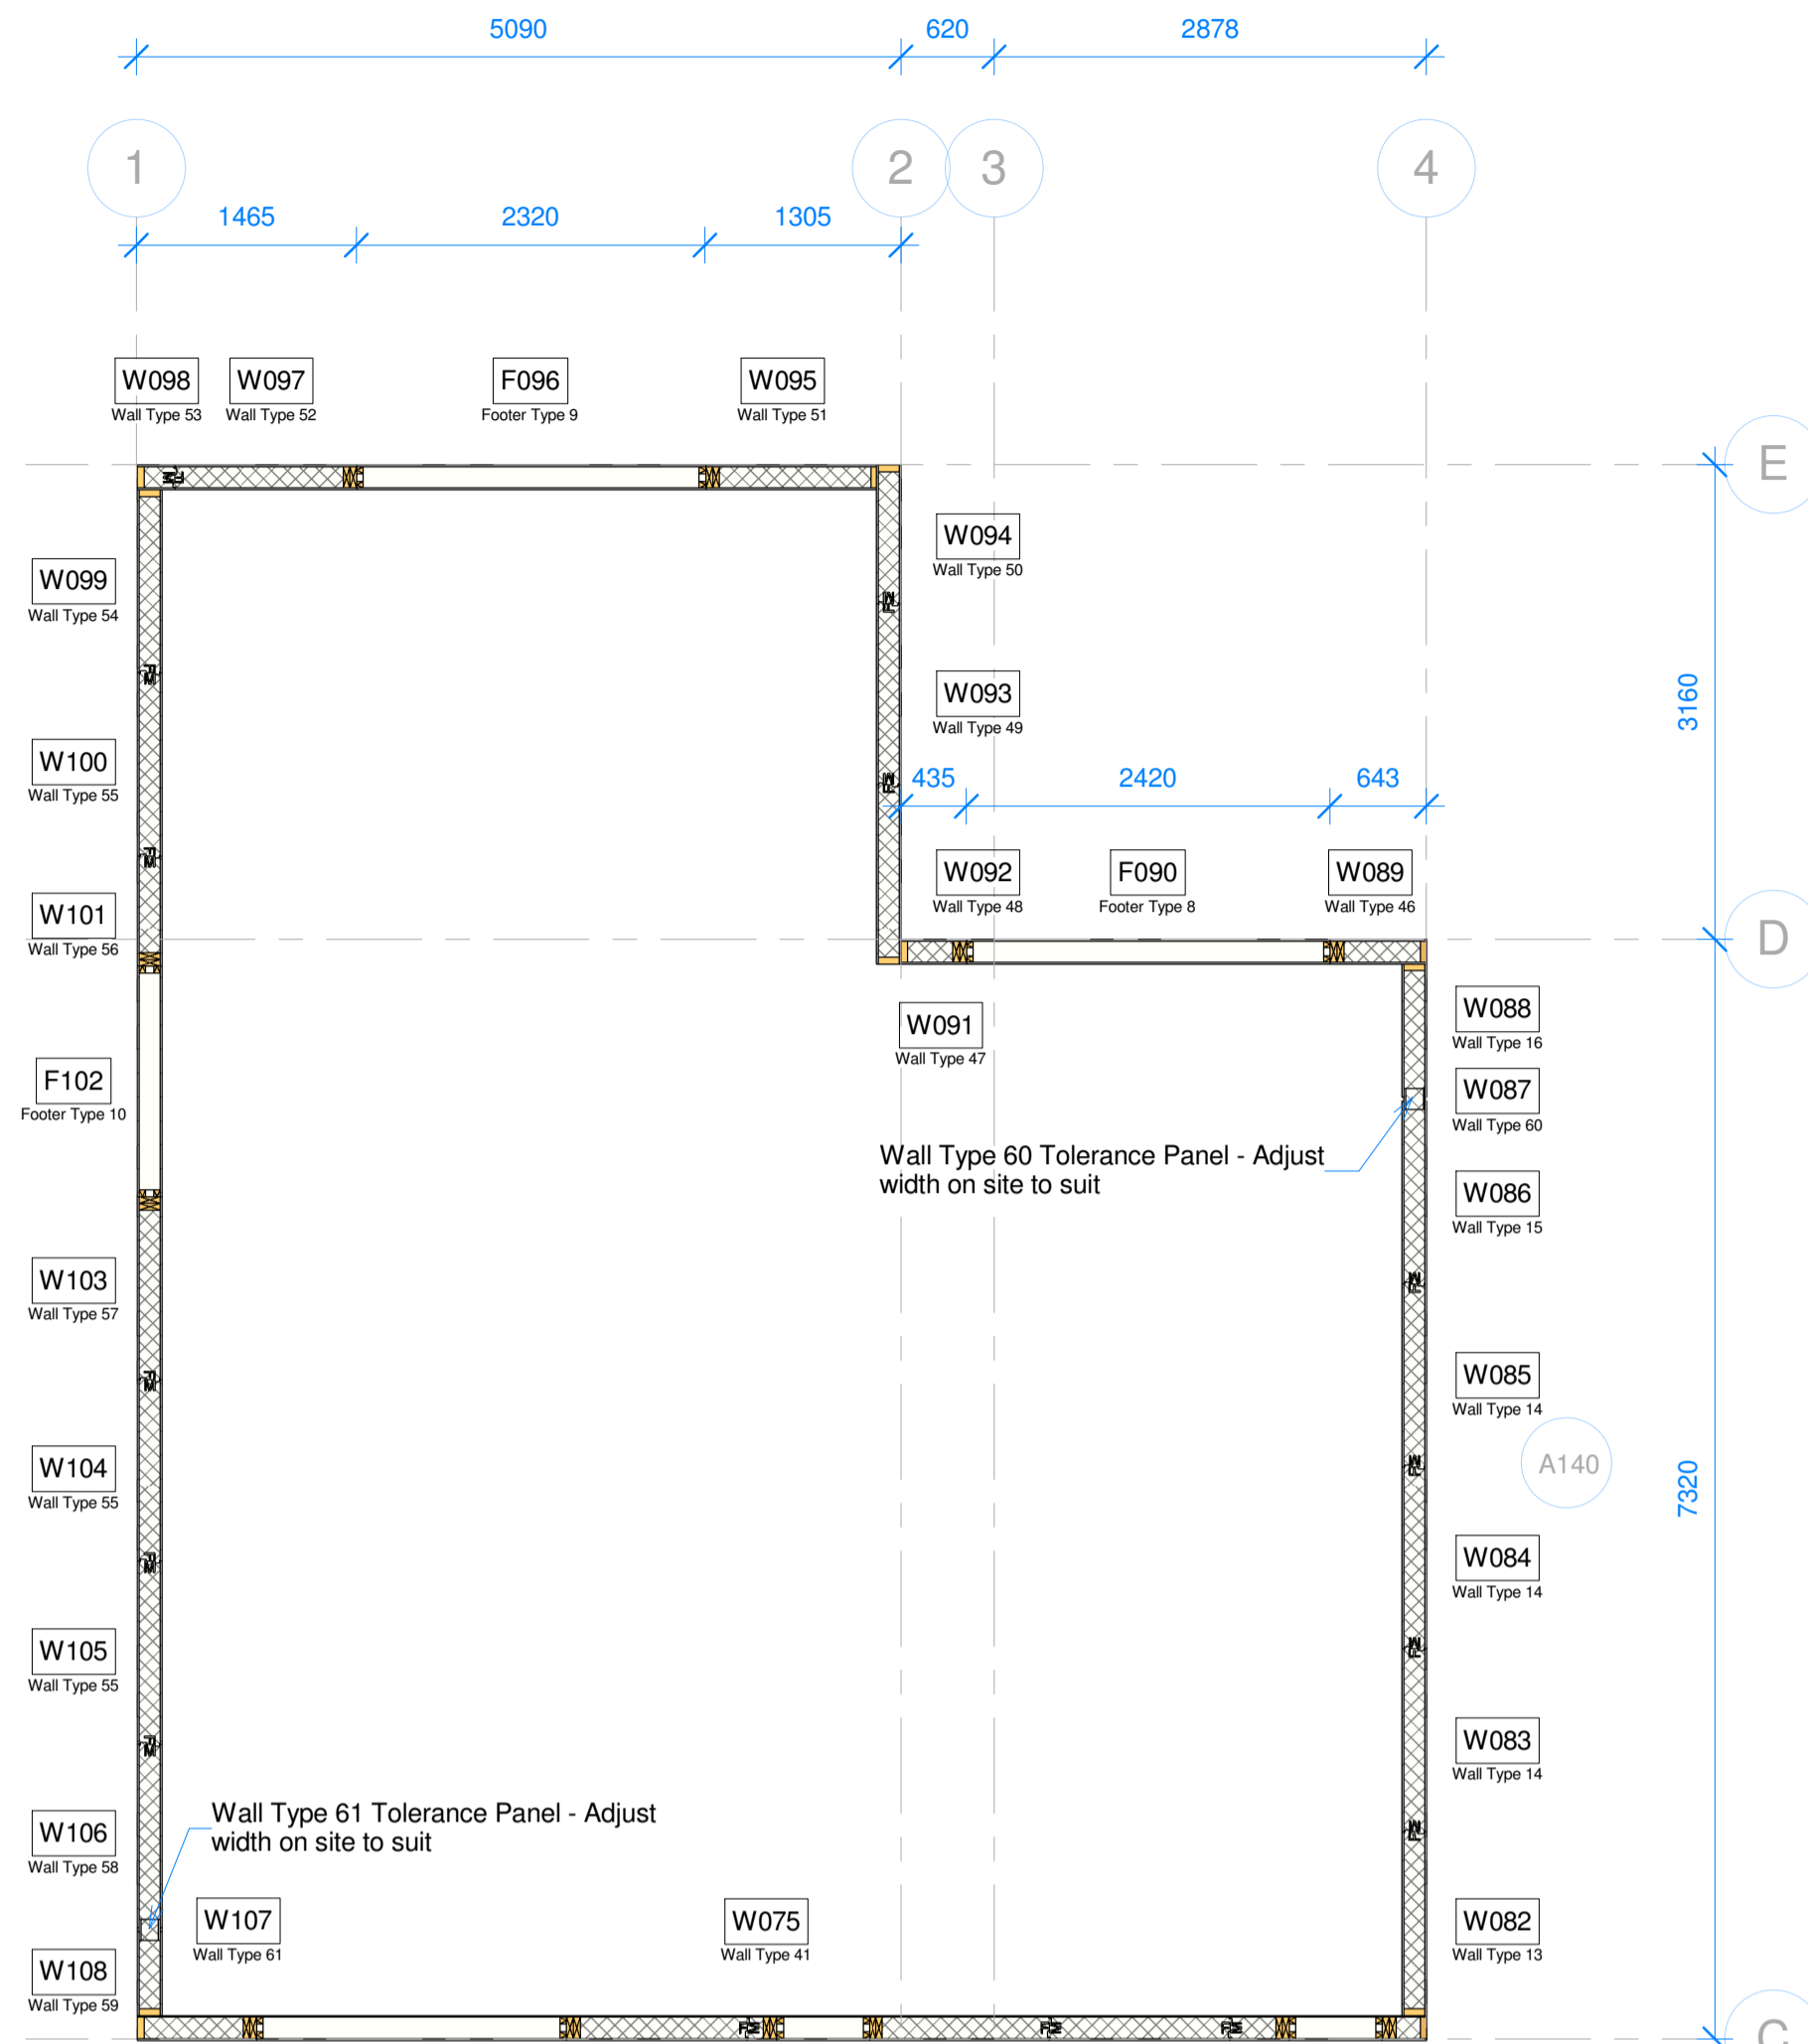 5090 620 2878
1 2 3 4
1465 2320 1305
W098 W097 F096 W095
Wall Type 53 Wall Type 52 Footer Type 9 Wall Type 51
E
W094
Wall Type 50
W099
Wall Type 54
W093
Wall Type 49
3160
W100
Wall Type 55
435 2420 643
W092 F090 W089
Wall Type 48 Footer Type 8 Wall Type 46
W101
Wall Type 56
D
W091
Wall Type 47
W088
Wall Type 16
F102
Footer Type 10
W087
Wall Type 60
Wall Type 60 Tolerance Panel - Adjust
width on site to suit
W086
Wall Type 15
W103
Wall Type 57
W085
Wall Type 14
A140
7320
W104
Wall Type 55
W084
Wall Type 14
W105
Wall Type 55
W083
Wall Type 14
Wall Type 61 Tolerance Panel - Adjust
width on site to suit
W106
Wall Type 58
W107 W075 W082
Wall Type 61 Wall Type 41 Wall Type 13
W108
Wall Type 59
C